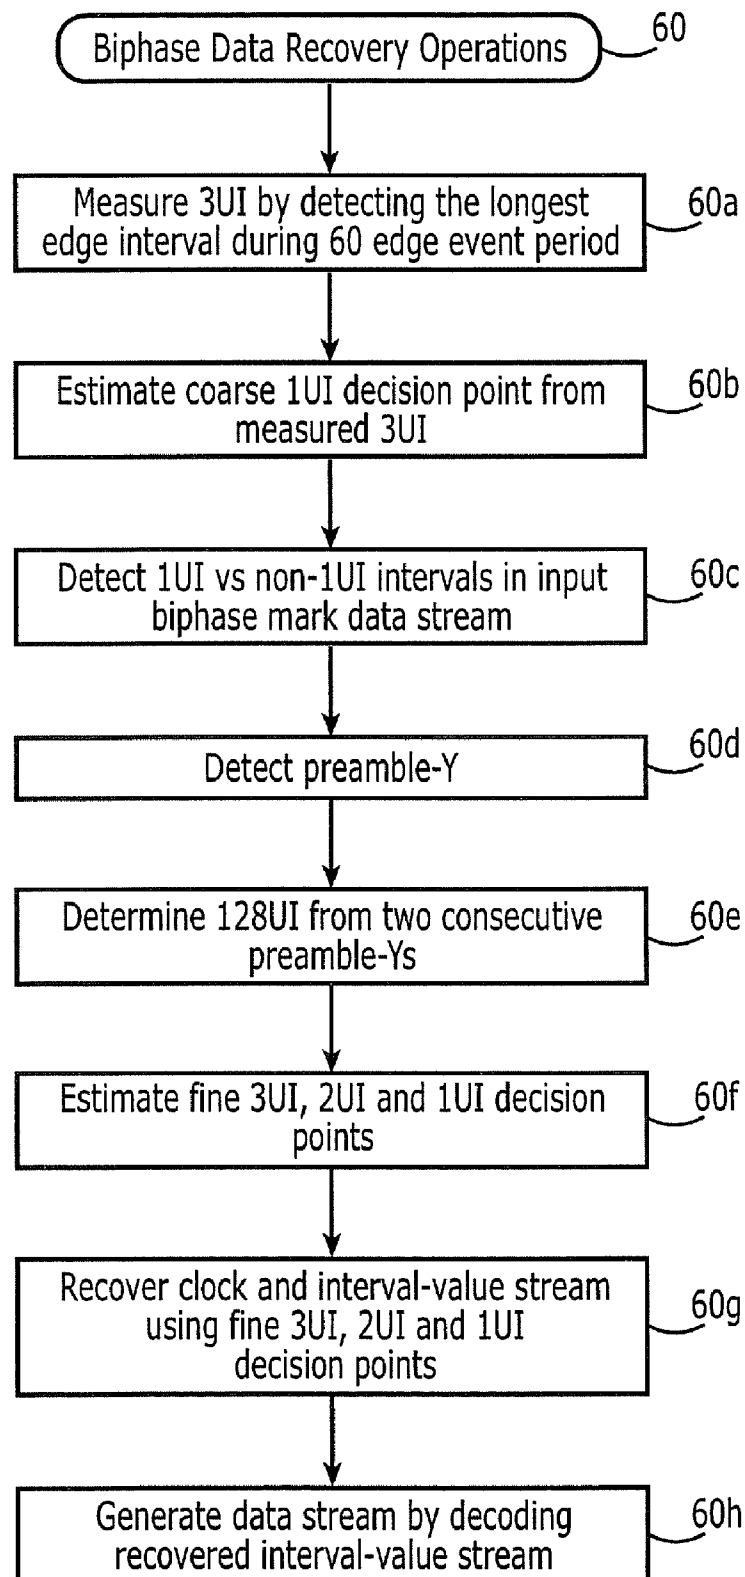 Biphase Data Recovery Operations
60
Measure 3UI by detecting the longest
edge interval during 60 edge event period
60a
Estimate coarse 1UI decision point from
measured 3UI
60b
Detect 1UI vs non-1UI intervals in input
biphase mark data stream
60c
Detect preamble-Y
60d
Determine 128UI from two consecutive
preamble-Ys
60e
Estimate fine 3UI, 2UI and 1UI decision
points
60f
Recover clock and interval-value stream
using fine 3UI, 2UI and 1UI
decision points
60g
Generate data stream by decoding
recovered interval-value stream
60h